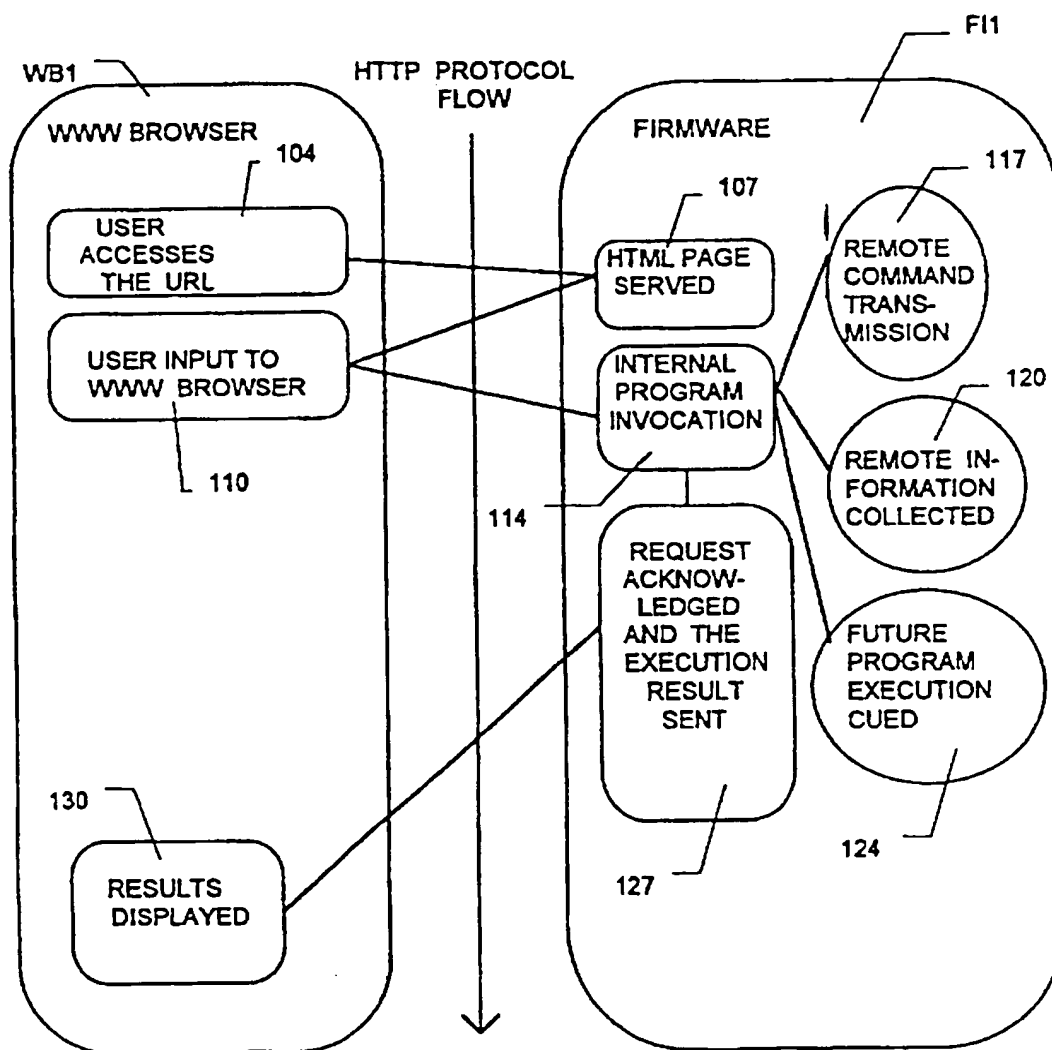 FI1
WB1
HTTP PROTOCOL
FLOW
WWW BROWSER
FIRMWARE
104
117
107
USER
ACCESSES
THE URL
HTML PAGE
SERVED
REMOTE
COMMAND
TRANS-
MISSION
USER INPUT TO
WWW BROWSER
INTERNAL
PROGRAM
INVOCATION
120
110
REMOTE IN-
FORMATION
COLLECTED
114
REQUEST
ACKNOW-
LEDGED
AND THE
EXECUTION
RESULT
SENT
FUTURE
PROGRAM
EXECUTION
CUED
130
124
127
RESULTS
DISPLAYED